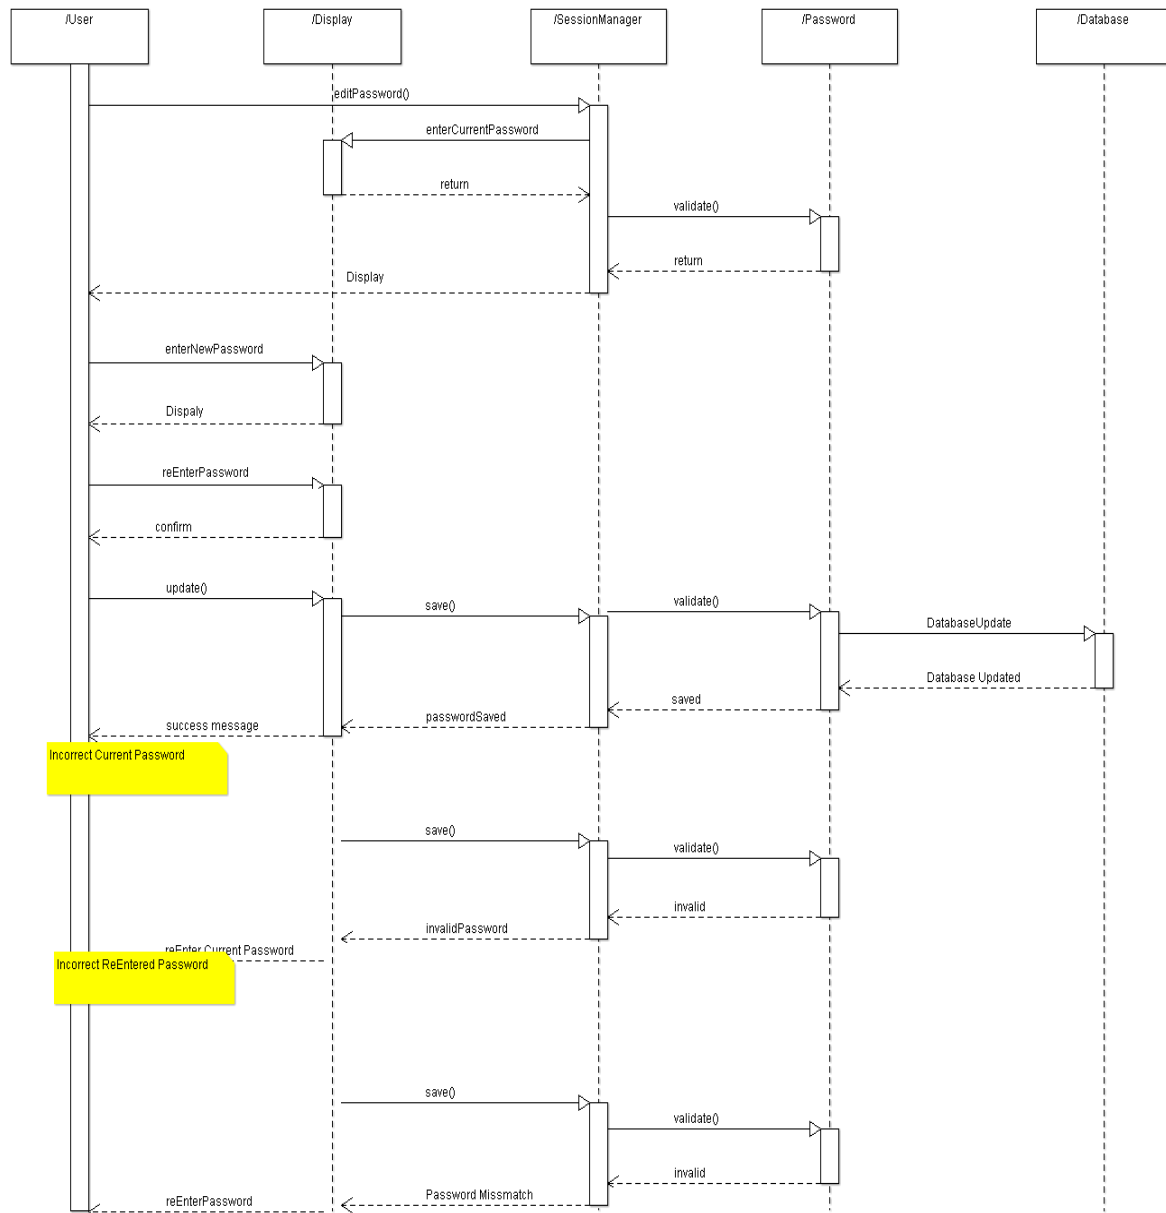 /User
/Display
/SessionManager
/Password
/Database
editPassword()
enterCurrentPassword
return
validate()
return
Display
enterNewPassword
Dispaly
reEnterPassword
confirm
update()
save()
validate()
DatabaseUpdate
Database Updated
saved
passwordSaved
success message
Incorrect Current Password
save()
validate()
invalid
invalidPassword
reEnter Current Password
Incorrect ReEntered Password
save()
validate()
invalid
Password Missmatch
reEnterPassword